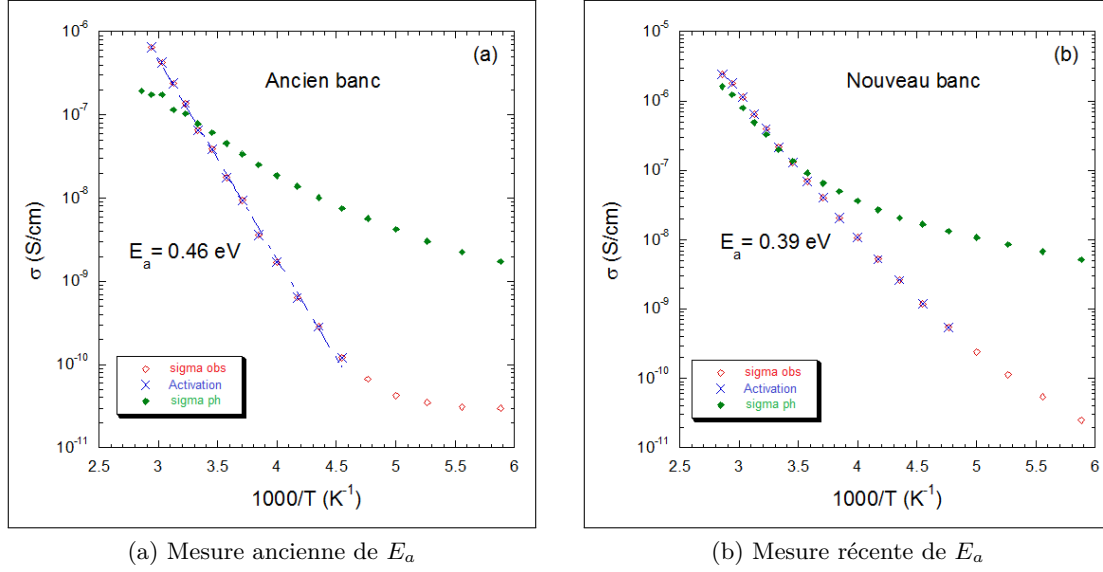 (a)
Ancien banc
σ (S/cm)
10⁻⁶
10⁻⁷
10⁻⁸
10⁻⁹
10⁻¹⁰
10⁻¹¹
Eₐ = 0.46 eV
sigma obs
Activation
sigma ph
2.5 3 3.5 4 4.5 5 5.5 6
1000/T (K⁻¹)
(a) Mesure ancienne de Eₐ
(b)
Nouveau banc
σ (S/cm)
10⁻⁵
10⁻⁶
10⁻⁷
10⁻⁸
10⁻⁹
10⁻¹⁰
10⁻¹¹
Eₐ = 0.39 eV
sigma obs
Activation
sigma ph
2.5 3 3.5 4 4.5 5 5.5 6
1000/T (K⁻¹)
(b) Mesure récente de Eₐ